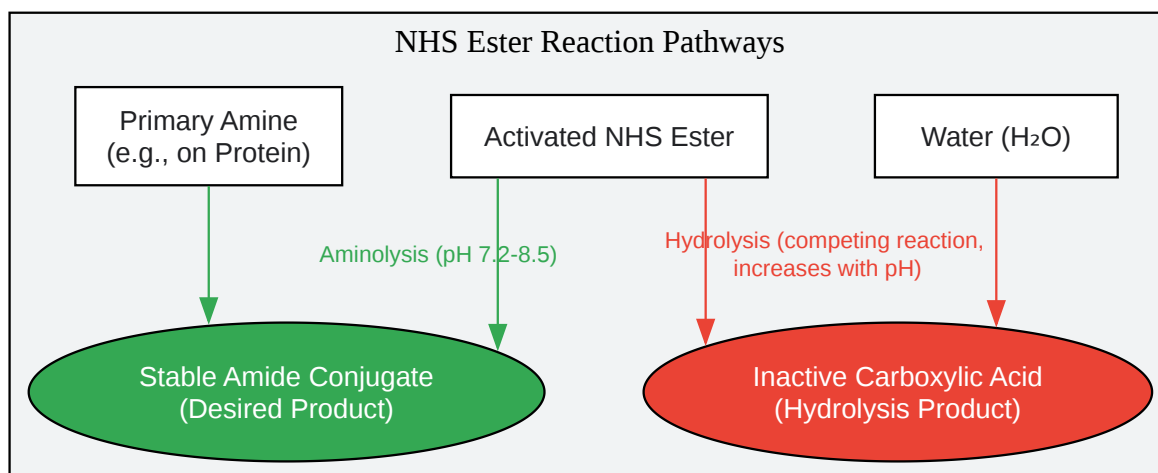 NHS Ester Reaction Pathways
Primary Amine
(e.g., on Protein)
Activated NHS Ester
Water (H₂O)
Aminolysis (pH 7.2-8.5)
Hydrolysis (competing reaction,
increases with pH)
Stable Amide Conjugate
(Desired Product)
Inactive Carboxylic Acid
(Hydrolysis Product)